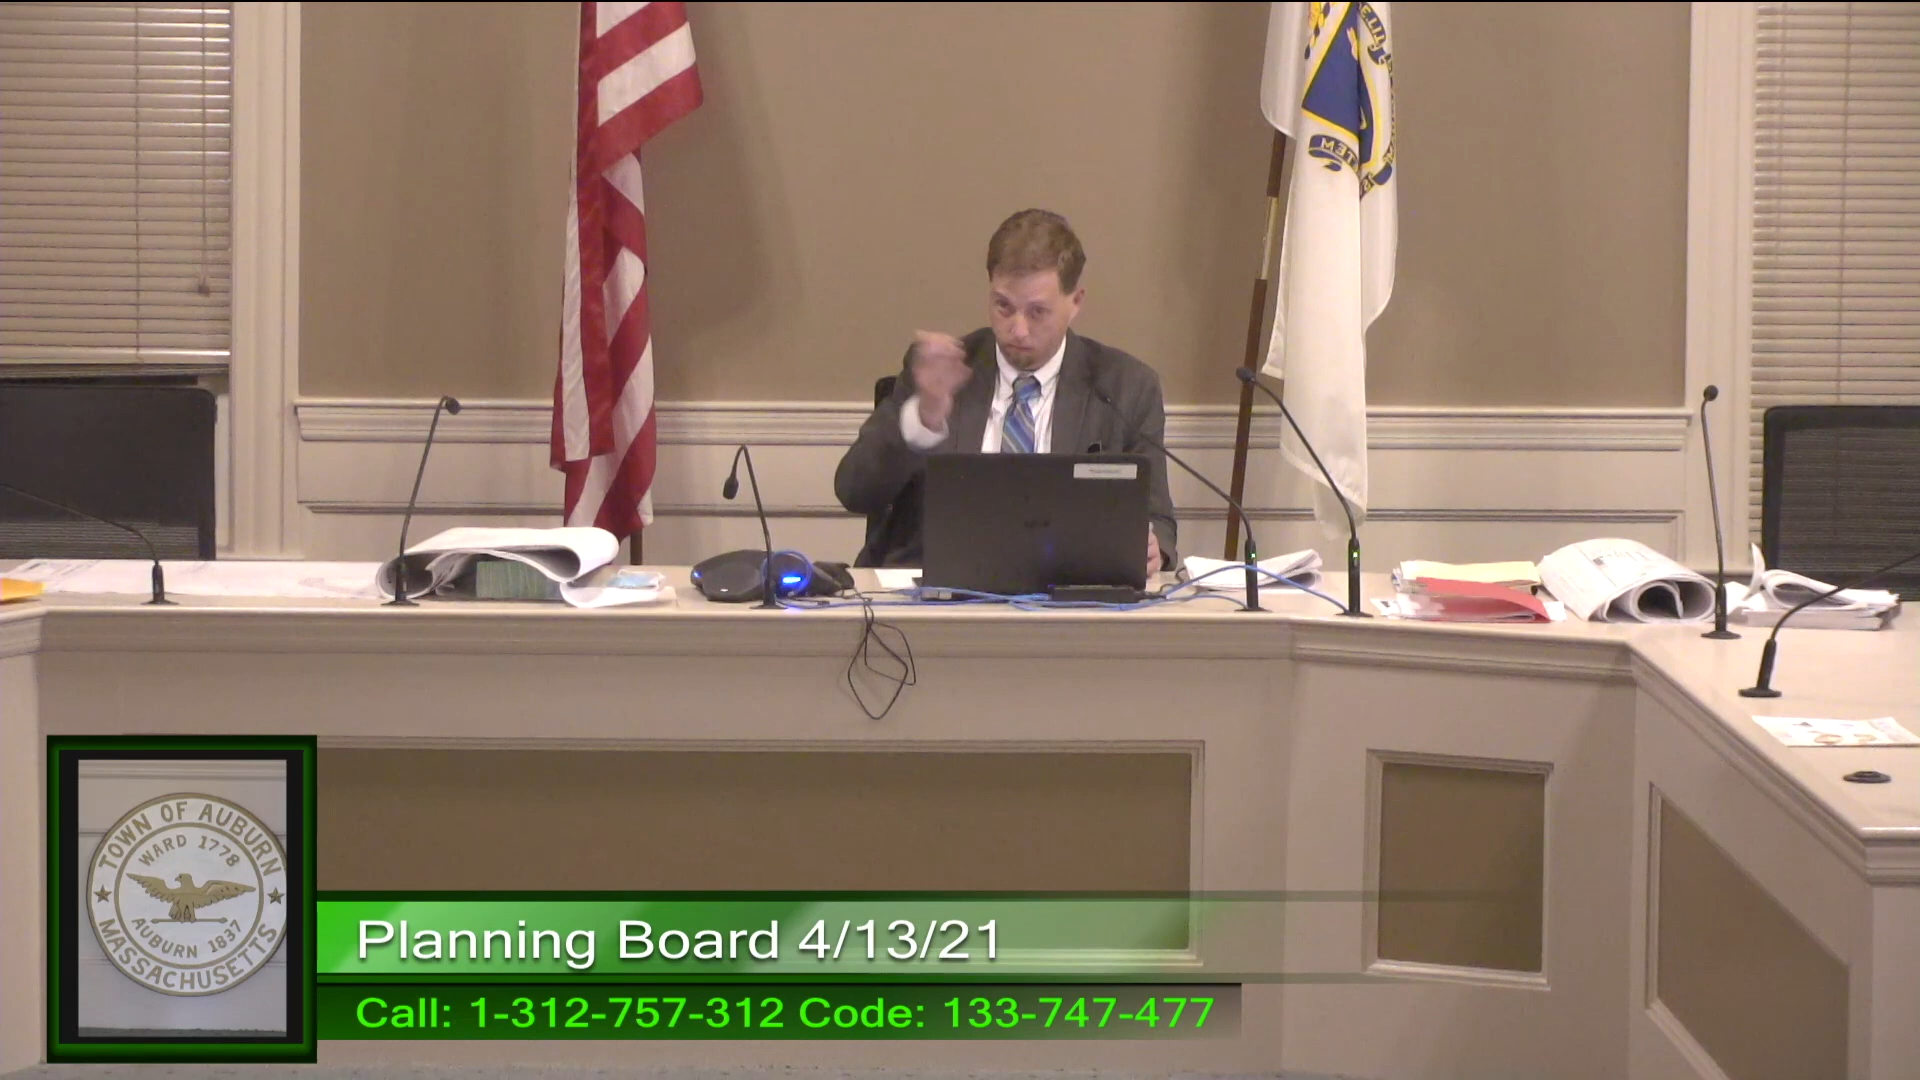 TOWN OF AUBURN
WARD 1778
AUBURN 1837
MASSACHUSETTS
Planning Board 4/13/21
Call: 1-312-757-312 Code: 133-747-477